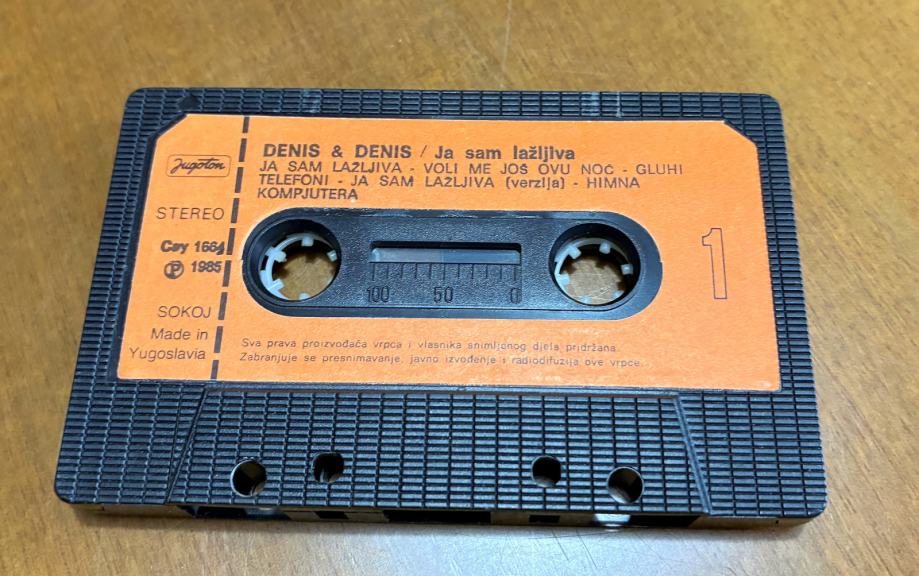 Jugoton
STEREO
Cay 1664
Ⓟ 1985
SOKOJ
Made in
Yugoslavia
DENIS & DENIS / Ja sam lažljiva
JA SAM LAŽLJIVA - VOLI ME JOŠ OVU NOĆ - GLUHI
TELEFONI - JA SAM LAŽLJIVA (verzija) - HIMNA
KOMPJUTERA
100 50 0
1
Sva prava proizvođača vrpca i vlasnika snimljenog djela pridržana.
Zabranjuje se presnimavanje, javno izvođenje i radiodifuzija ove vrpce.